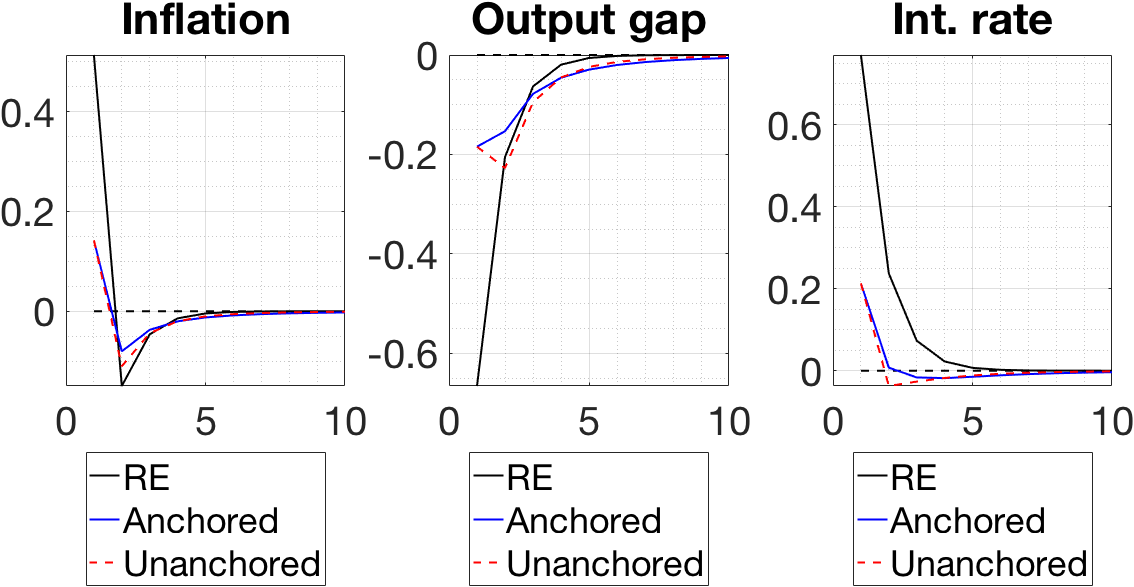 Inflation
0.4
0.2
0
0
5
10
RE
Anchored
Unanchored
Output gap
0
-0.2
-0.4
-0.6
0
5
10
RE
Anchored
Unanchored
Int. rate
0.6
0.4
0.2
0
0
5
10
RE
Anchored
Unanchored